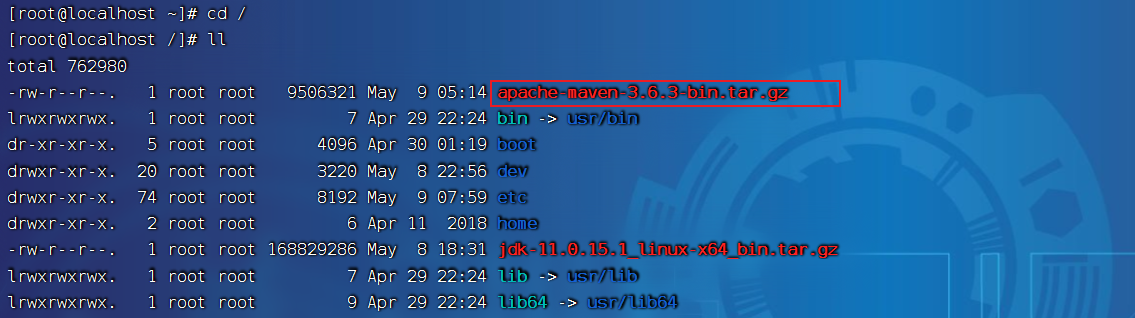 [root@localhost ~]# cd /
[root@localhost /]# ll
total 762980
-rw-r--r--.   1 root root   9506321 May  9 05:14 apache-maven-3.6.3-bin.tar.gz
lrwxrwxrwx.   1 root root         7 Apr 29 22:24 bin -> usr/bin
dr-xr-xr-x.   5 root root      4096 Apr 30 01:19 boot
drwxr-xr-x.  20 root root      3220 May  8 22:56 dev
drwxr-xr-x.  74 root root      8192 May  9 07:59 etc
drwxr-xr-x.   2 root root         6 Apr 11  2018 home
-rw-r--r--.   1 root root 168829286 May  8 18:31 jdk-11.0.15.1_linux-x64_bin.tar.gz
lrwxrwxrwx.   1 root root         7 Apr 29 22:24 lib -> usr/lib
lrwxrwxrwx.   1 root root         9 Apr 29 22:24 lib64 -> usr/lib64